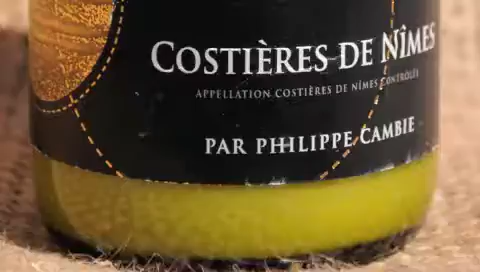 COSTIÈRES DE NÎMES
APPELLATION COSTIÈRES DE NÎMES CONTRÔLÉE
PAR PHILIPPE CAMBIE